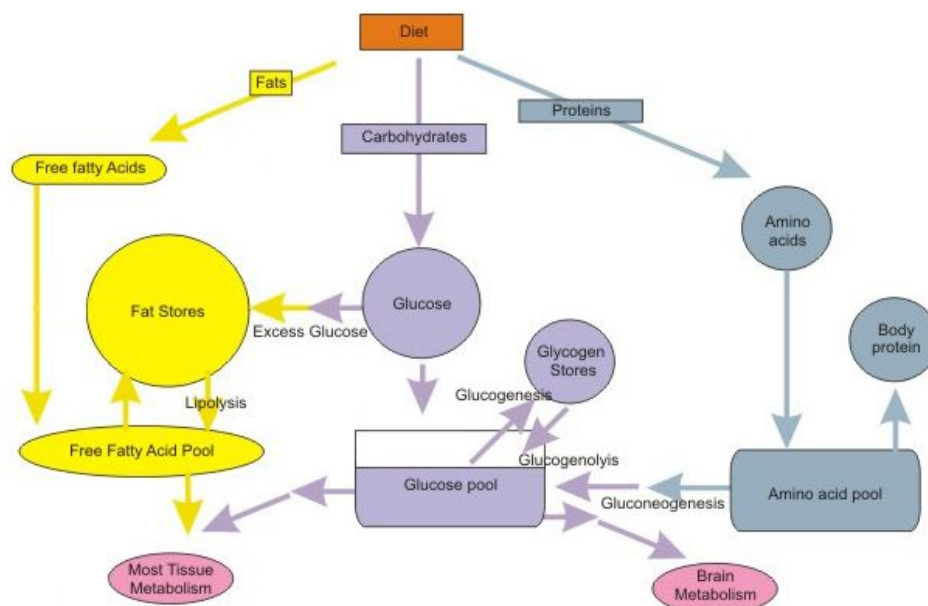 Diet
Fats
Proteins
Carbohydrates
Free fatty Acids
Amino
acids
Glucose
Fat Stores
Excess Glucose
Body
protein
Glycogen
Stores
Glucogenesis
Lipolysis
Free Fatty Acid Pool
Glucogenolyis
Glucose pool
Gluconeogenesis
Amino acid pool
Most Tissue
Metabolism
Brain
Metabolism